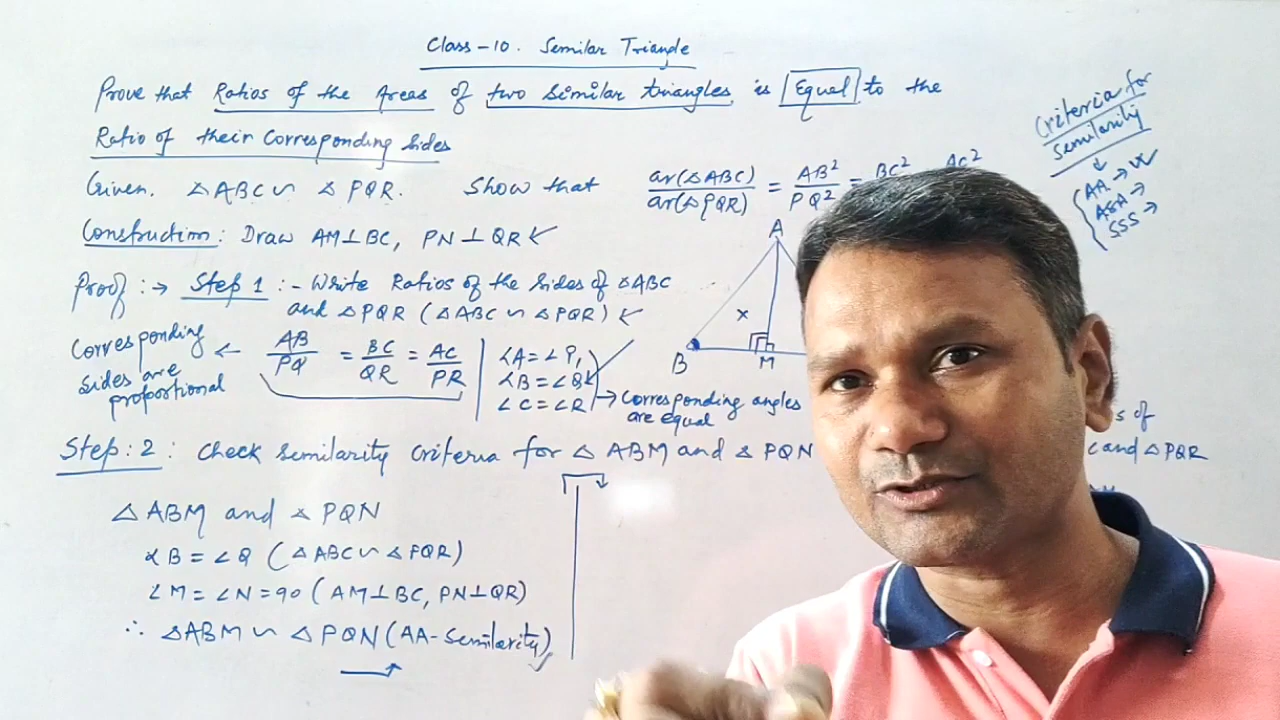 Class-10. Semilar Triangle
Prove that Ratios of the Areas of two similar triangles is Equal to the
Ratio of their Corresponding sides
Given. △ABC ∽ △PQR. Show that ar(△ABC)/ar(△PQR) = AB²/PQ² = BC² AC²
Construction: Draw AM⊥BC, PN⊥QR
Proof:→ Step 1:- Write Ratios of the sides of △ABC
and △PQR (△ABC ∽ △PQR)
Corresponding sides are proportional ← AB/PQ = BC/QR = AC/PR
∠A=∠P,
∠B=∠Q
∠C=∠R
→ Corresponding angles are equal
Criteria for
Semilarity
↓
AA →
ASA →
SSS →
A
x
B
M
Step:2: Check similarity Criteria for △ABM and △PQN
△ABM and △PQN
∠B=∠Q (△ABC ∽ △PQR)
∠M=∠N=90 (AM⊥BC, PN⊥QR)
∴ △ABM ∽ △PQN (AA-Semilarity)
of
and △PQR